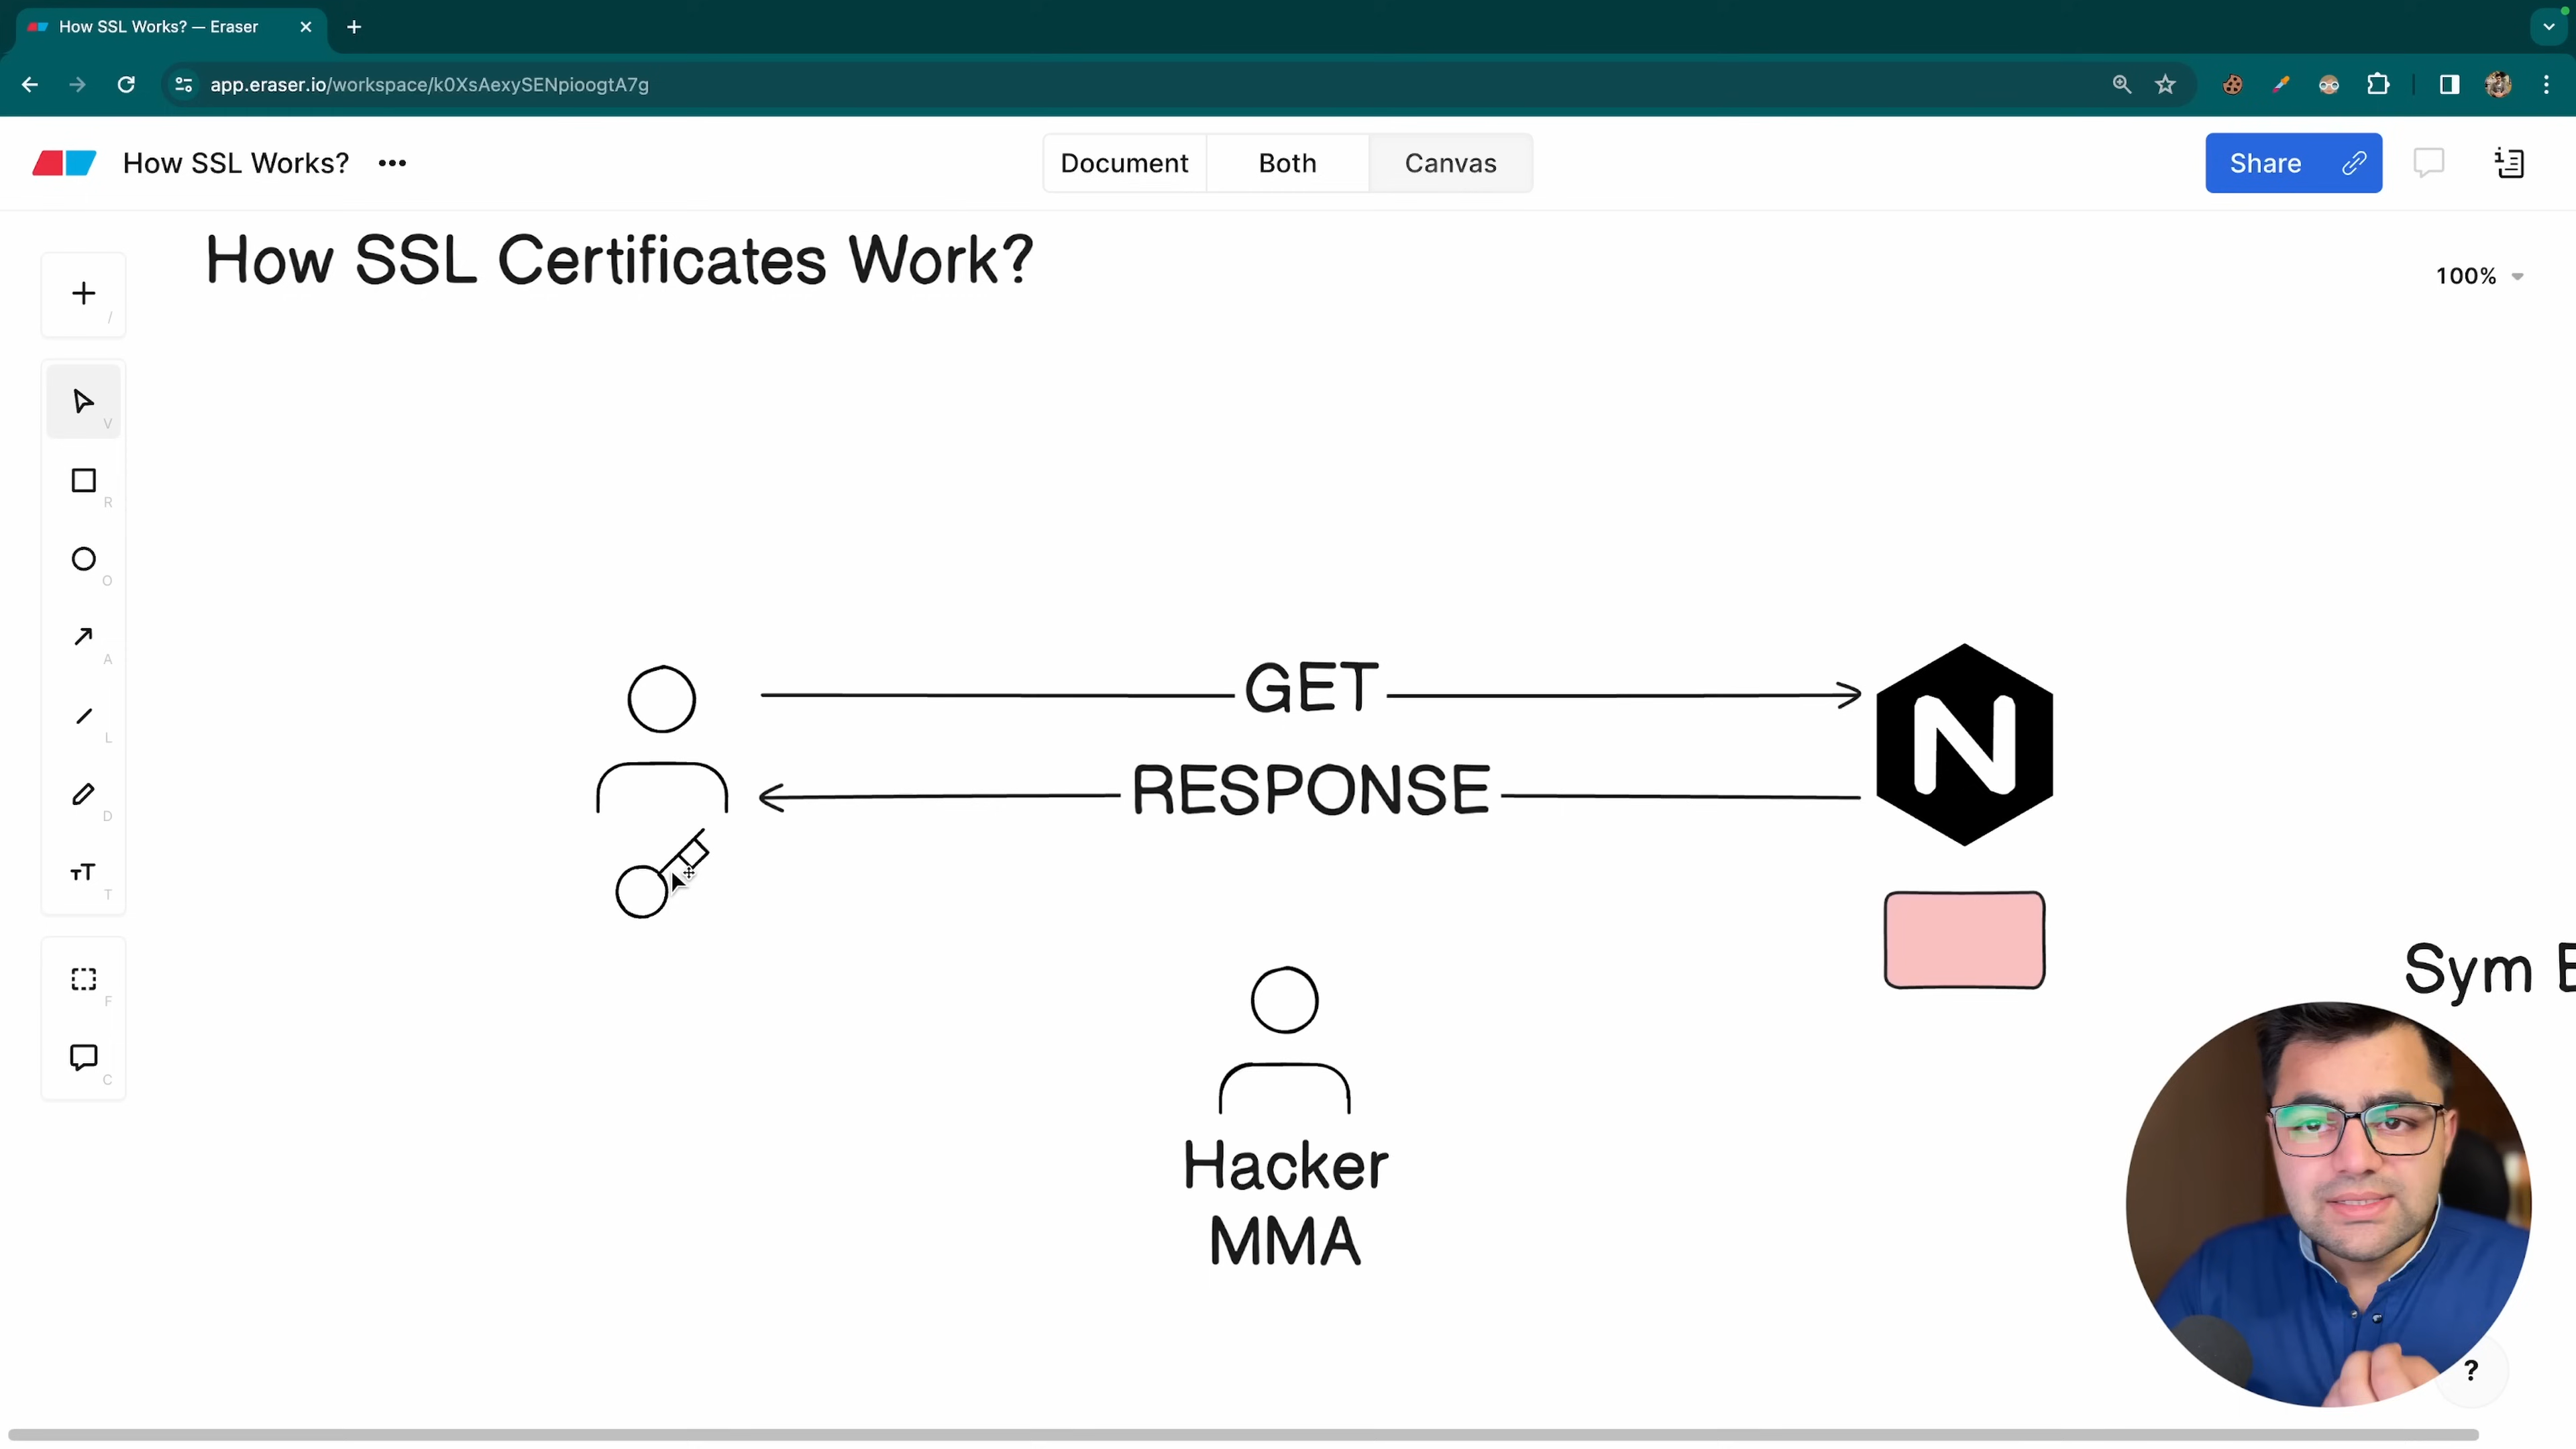 How SSL Works? — Eraser
app.eraser.io/workspace/k0XsAexySENpioogtA7g
How SSL Works?
Document
Both
Canvas
Share
How SSL Certificates Work?
100%
/
V
R
O
A
L
D
T
F
C
GET
N
RESPONSE
Sym E
Hacker
MMA
?